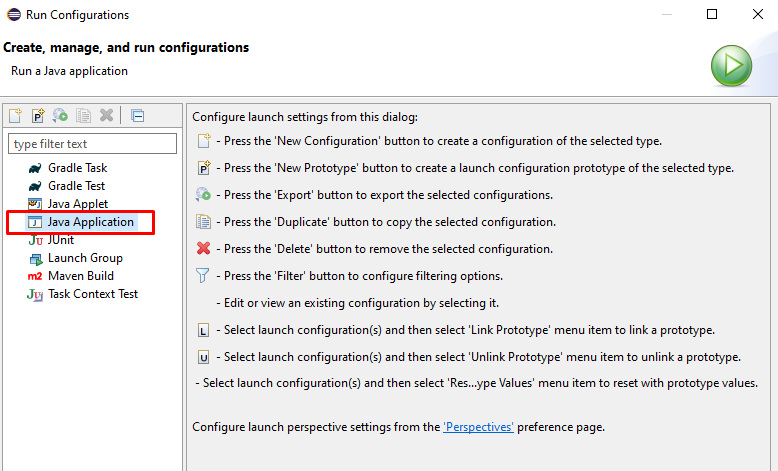 Run Configurations
Create, manage, and run configurations
Run a Java application
type filter text
Gradle Task
Gradle Test
Java Applet
J Java Application
Ju JUnit
Launch Group
m2 Maven Build
Ju Task Context Test
Configure launch settings from this dialog:
- Press the 'New Configuration' button to create a configuration of the selected type.
P - Press the 'New Prototype' button to create a launch configuration prototype of the selected type.
- Press the 'Export' button to export the selected configurations.
- Press the 'Duplicate' button to copy the selected configuration.
- Press the 'Delete' button to remove the selected configuration.
- Press the 'Filter' button to configure filtering options.
- Edit or view an existing configuration by selecting it.
L - Select launch configuration(s) and then select 'Link Prototype' menu item to link a prototype.
U - Select launch configuration(s) and then select 'Unlink Prototype' menu item to unlink a prototype.
- Select launch configuration(s) and then select 'Res...ype Values' menu item to reset with prototype values.
Configure launch perspective settings from the 'Perspectives' preference page.